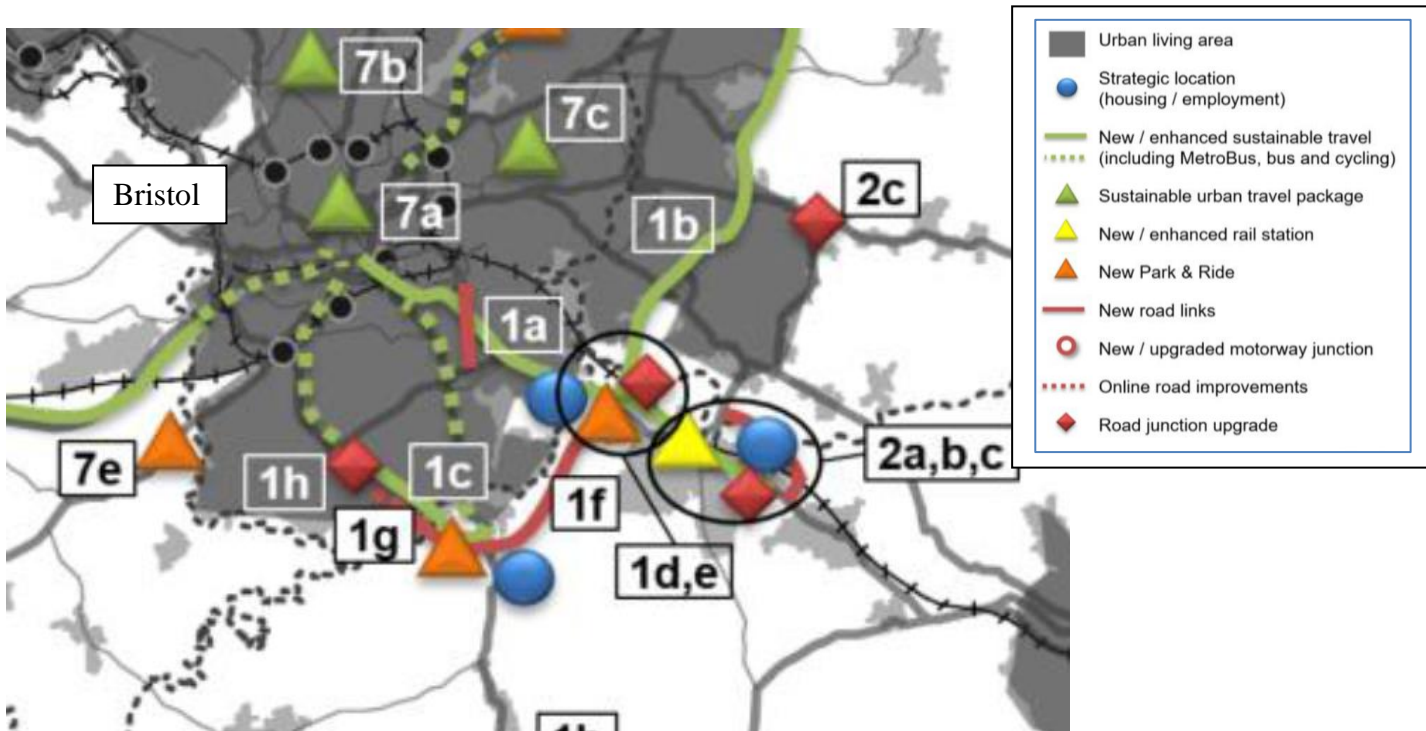 7b
7c
Bristol
7a
2c
1b
1a
7e
1h
1c
1f
2a,b,c
1g
1d,e
Urban living area
Strategic location
(housing / employment)
New / enhanced sustainable travel
(including MetroBus, bus and cycling)
Sustainable urban travel package
New / enhanced rail station
New Park & Ride
New road links
New / upgraded motorway junction
Online road improvements
Road junction upgrade